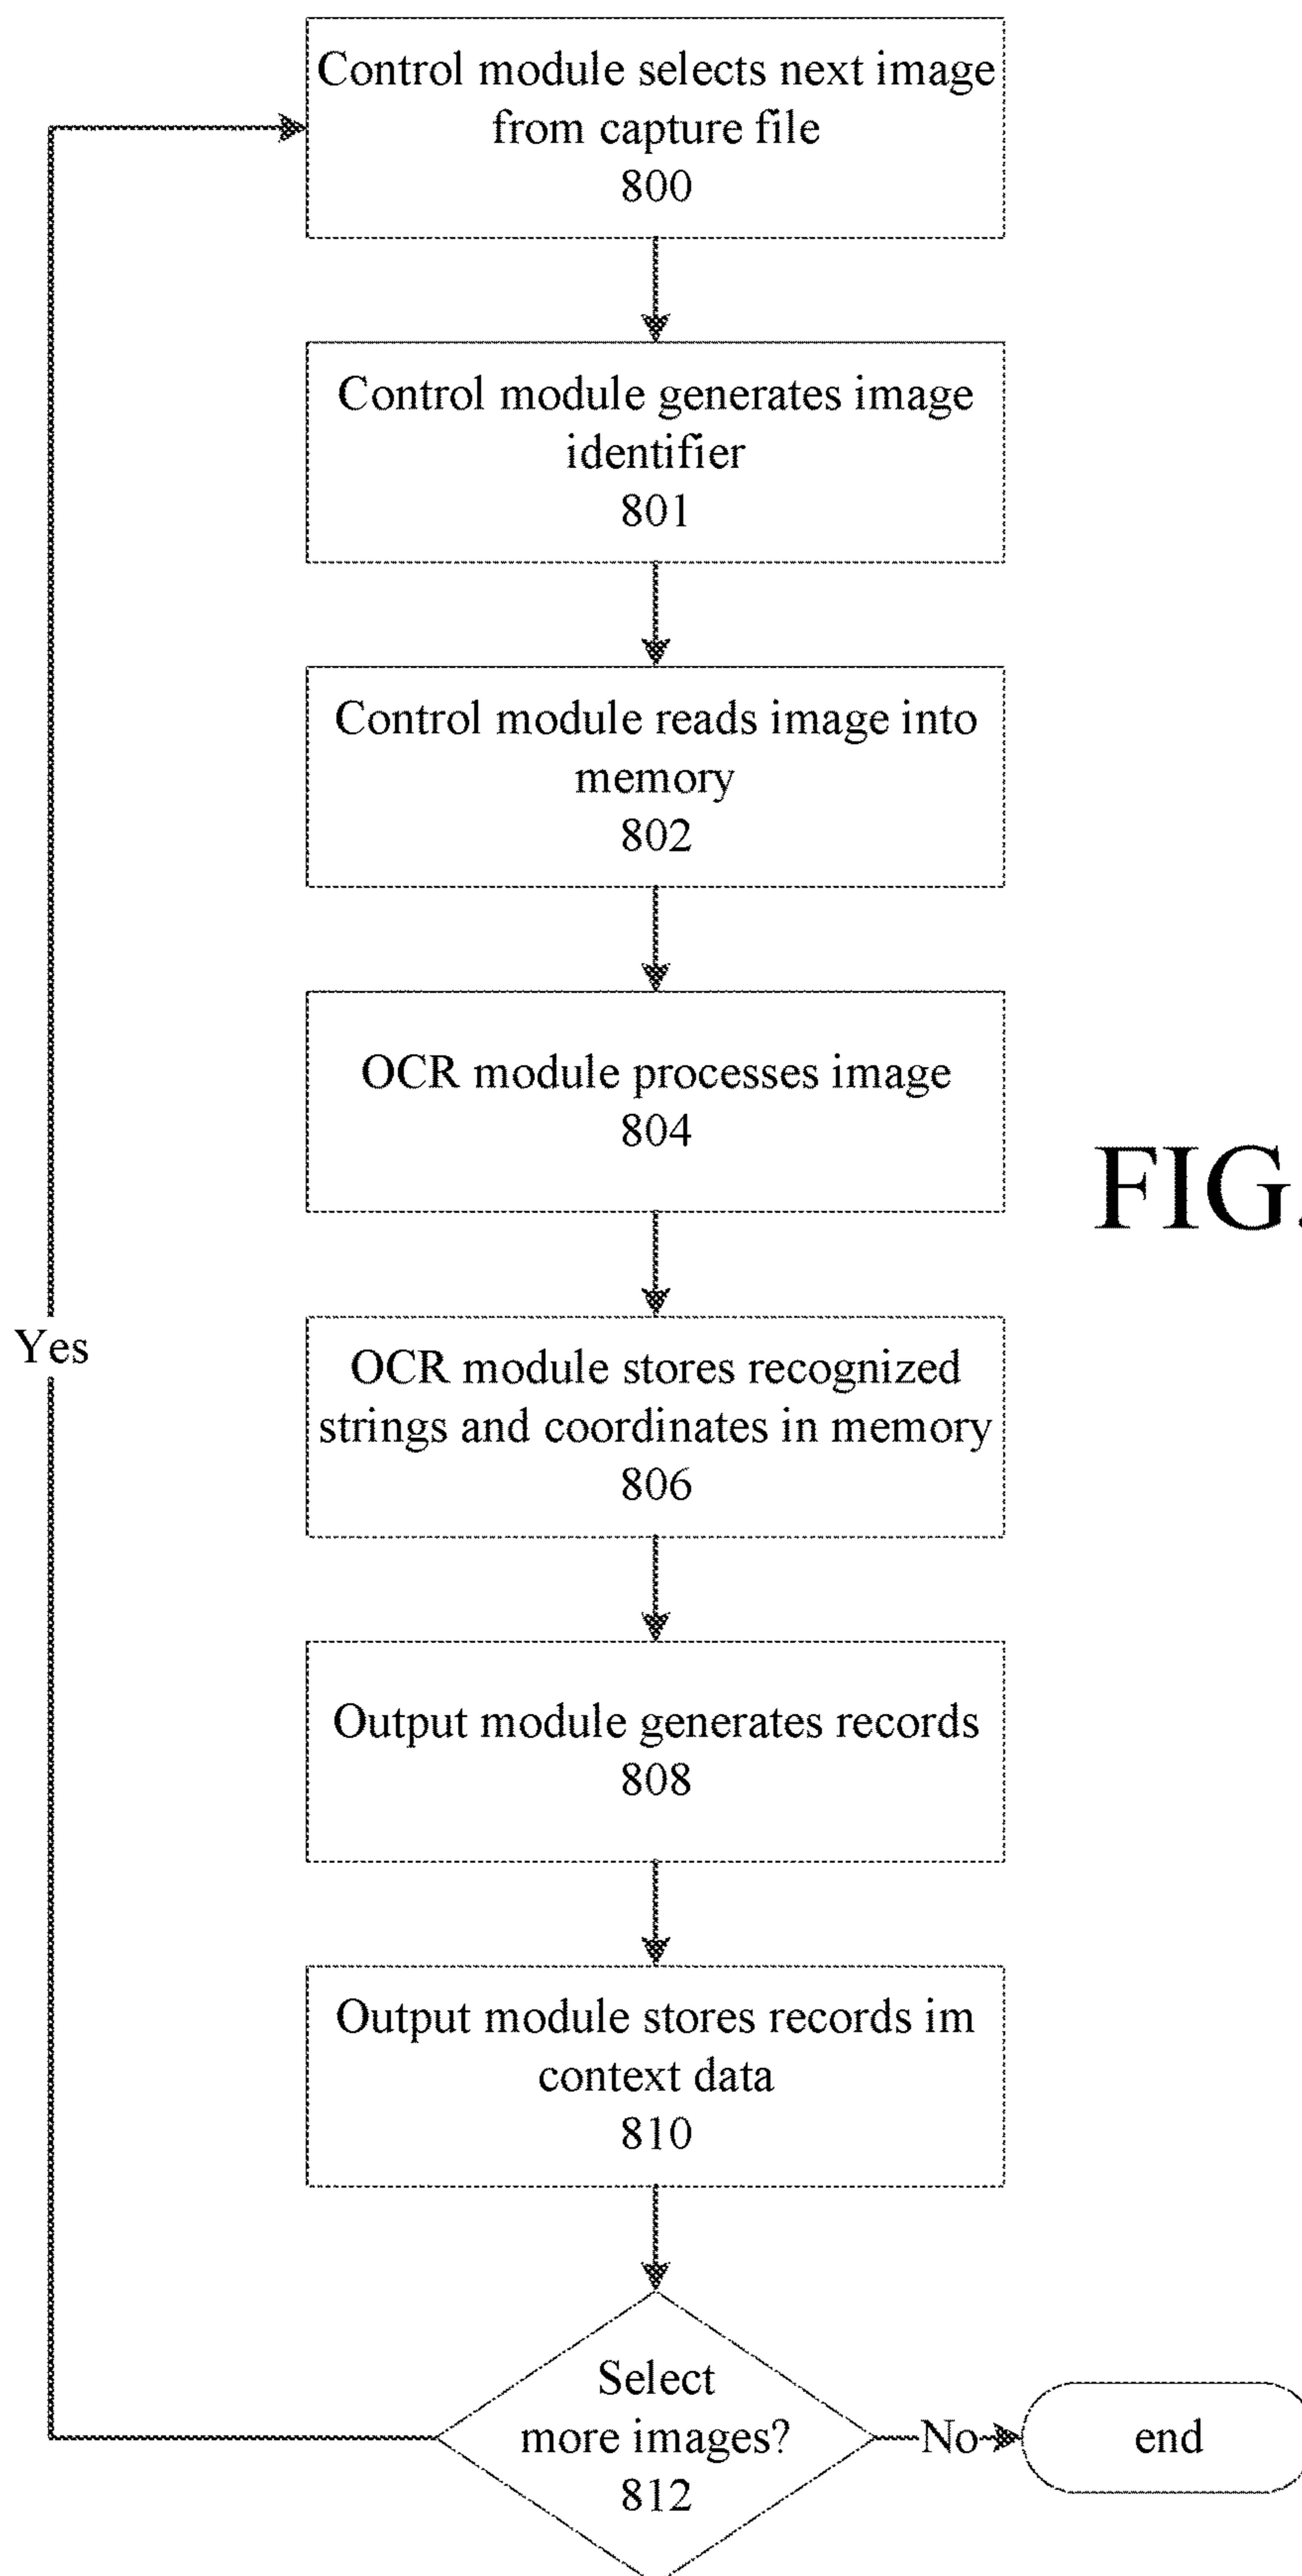 Control module selects next image
from capture file
800
Control module generates image
identifier
801
Control module reads image into
memory
802
OCR module processes image
804
FIG.
Yes
OCR module stores recognized
strings and coordinates in memory
806
Output module generates records
808
Output module stores records im
context data
810
Select
more images?
812
No
end